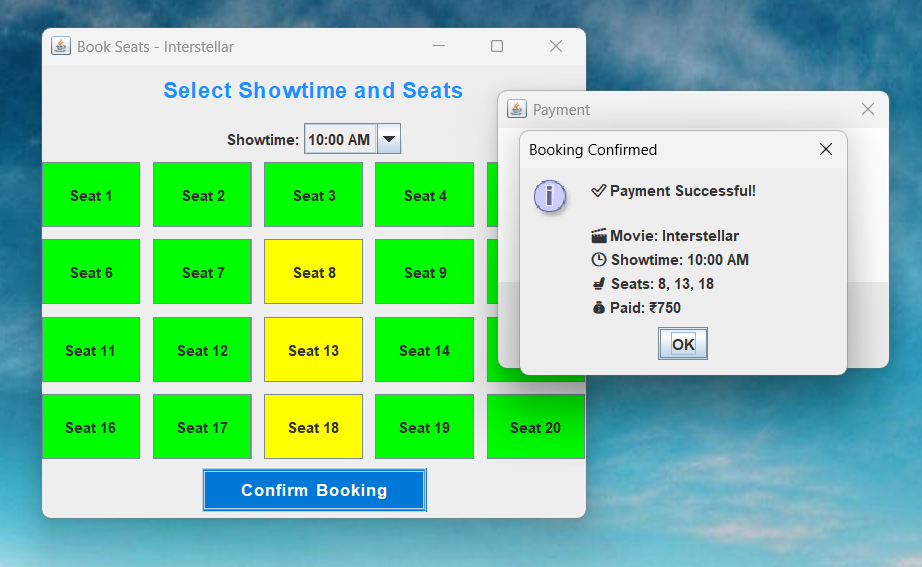 Book Seats - Interstellar
Select Showtime and Seats
Showtime: 10:00 AM
Seat 1 Seat 2 Seat 3 Seat 4
Seat 6 Seat 7 Seat 8 Seat 9
Seat 11 Seat 12 Seat 13 Seat 14
Seat 16 Seat 17 Seat 18 Seat 19 Seat 20
Confirm Booking
Payment
Booking Confirmed
Payment Successful!
Movie: Interstellar
Showtime: 10:00 AM
Seats: 8, 13, 18
Paid: ₹750
OK